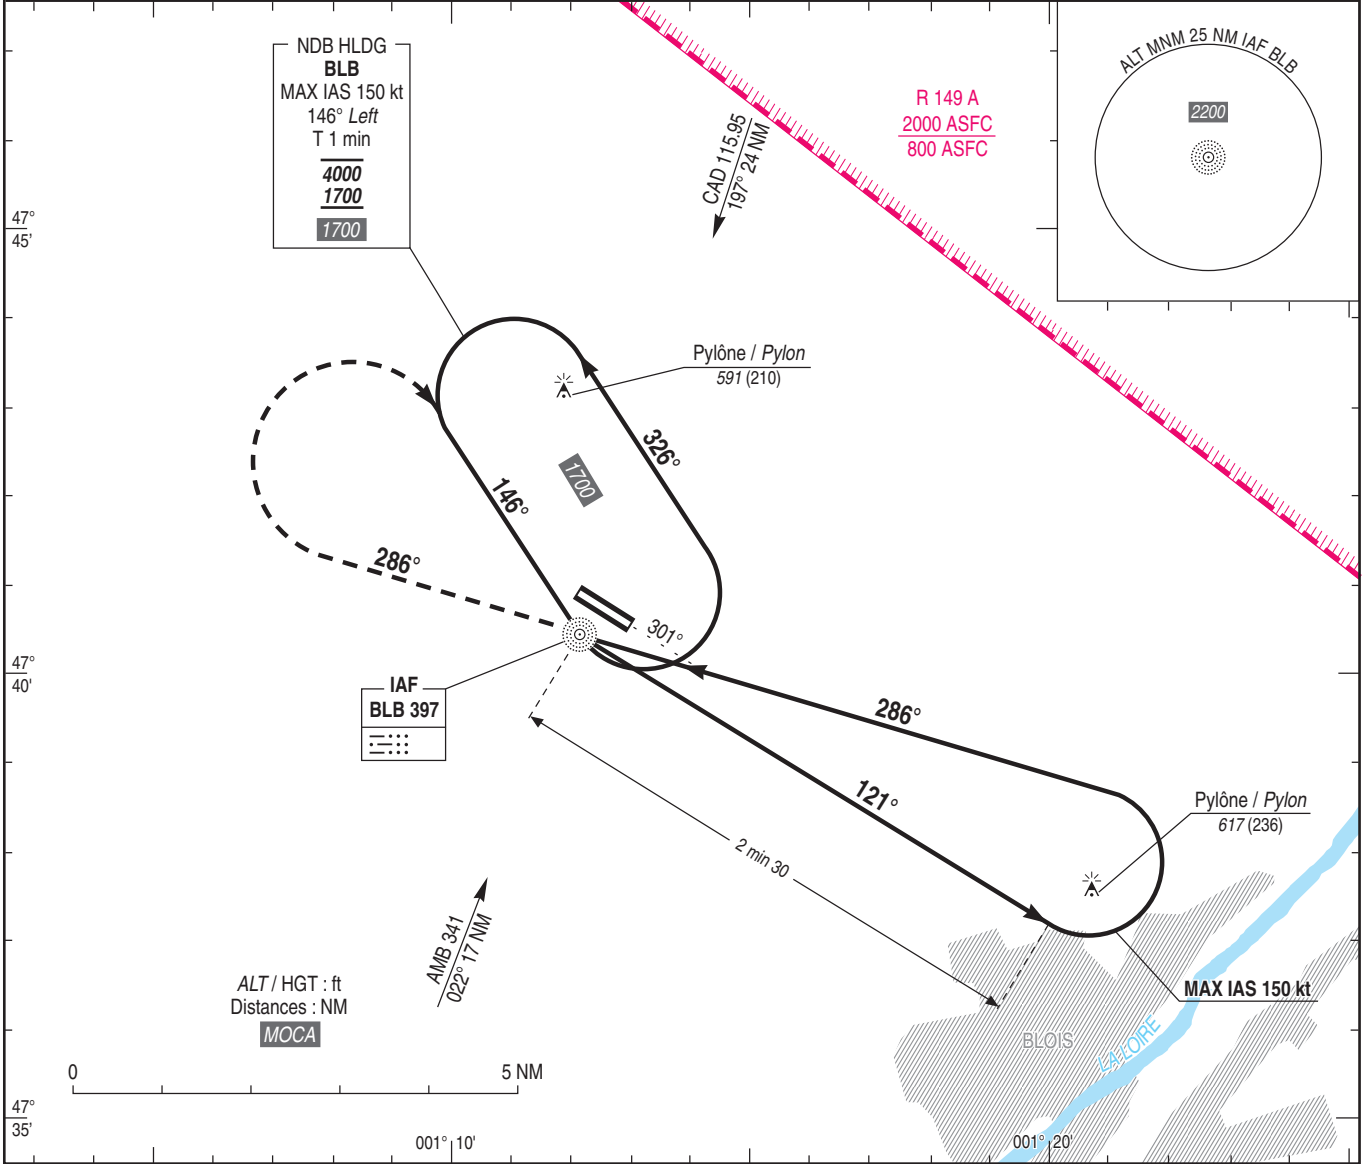 NDB HLDG
BLB
MAX IAS 150 kt
146° Left
T 1 min
4000
1700
1700
ALT MNM 25 NM IAF BLB
2200
R 149 A
2000 ASFC
800 ASFC
CAD 115.95
197° 24 NM
47°
45'
Pylône / Pylon
591 (210)
326°
1700
146°
286°
301°
47°
40'
IAF
BLB 397
286°
121°
2 min 30
Pylône / Pylon
617 (236)
AMB 341
022° 17 NM
ALT / HGT : ft
Distances : NM
MOCA
MAX IAS 150 kt
BLOIS
LA LOIRE
0
5 NM
47°
35'
001° 10'
001° 20'